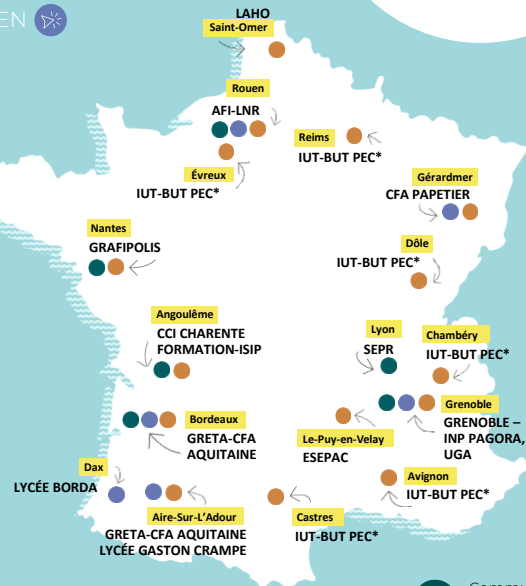 EN
LAHO
Saint-Omer
Rouen
AFI-LNR
Reims
IUT-BUT PEC*
Évreux
IUT-BUT PEC*
Gérardmer
CFA PAPETIER
Nantes
GRAFIPOLIS
Dôle
IUT-BUT PEC*
Angoulême
CCI CHARENTE
FORMATION-ISIP
Lyon
SEPR
Chambéry
IUT-BUT PEC*
Grenoble
GRENOBLE –
INP PAGORA,
UGA
Bordeaux
GRETA-CFA
AQUITAINE
Le-Puy-en-Velay
ESEPAC
Dax
LYCÉE BORDA
Avignon
IUT-BUT PEC*
Aire-Sur-L’Adour
GRETA-CFA AQUITAINE
LYCÉE GASTON CRAMPE
Castres
IUT-BUT PEC*